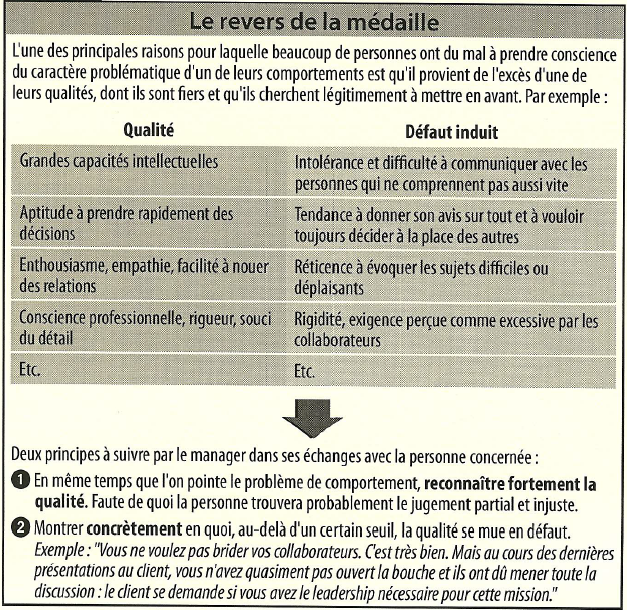 Le revers de la médaille
L'une des principales raisons pour laquelle beaucoup de personnes ont du mal à prendre conscience
du caractère problématique d'un de leurs comportements est qu'il provient de l'excès d'une de
leurs qualités, dont ils sont fiers et qu'ils cherchent légitimement à mettre en avant. Par exemple :
Qualité
Défaut induit
Grandes capacités intellectuelles
Intolérance et difficulté à communiquer avec les
personnes qui ne comprennent pas aussi vite
Aptitude à prendre rapidement des
décisions
Tendance à donner son avis sur tout et à vouloir
toujours décider à la place des autres
Enthousiasme, empathie, facilité à nouer
des relations
Réticence à évoquer les sujets difficiles ou
déplaisants
Conscience professionnelle, rigueur, souci
du détail
Rigidité, exigence perçue comme excessive par les
collaborateurs
Etc.
Etc.
Deux principes à suivre par le manager dans ses échanges avec la personne concernée :
1 En même temps que l'on pointe le problème de comportement, reconnaître fortement la
qualité. Faute de quoi la personne trouvera probablement le jugement partial et injuste.
2 Montrer concrètement en quoi, au-delà d'un certain seuil, la qualité se mue en défaut.
Exemple : "Vous ne voulez pas brider vos collaborateurs. C'est très bien. Mais au cours des dernières
présentations au client, vous n'avez quasiment pas ouvert la bouche et ils ont dû mener toute la
discussion : le client se demande si vous avez le leadership nécessaire pour cette mission."